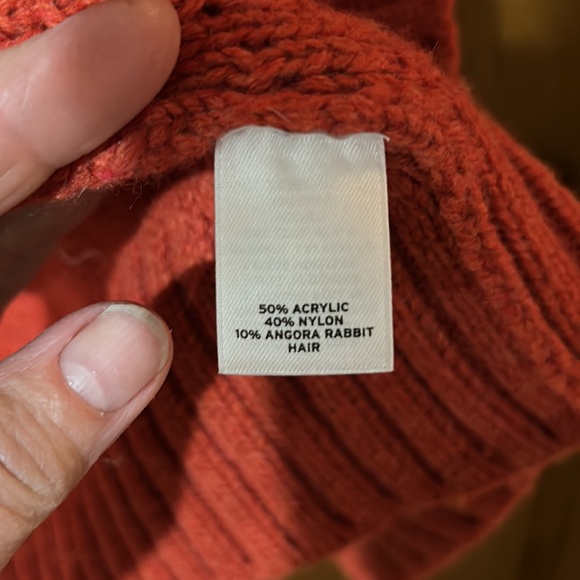 50% ACRYLIC
40% NYLON
10% ANGORA RABBIT
HAIR